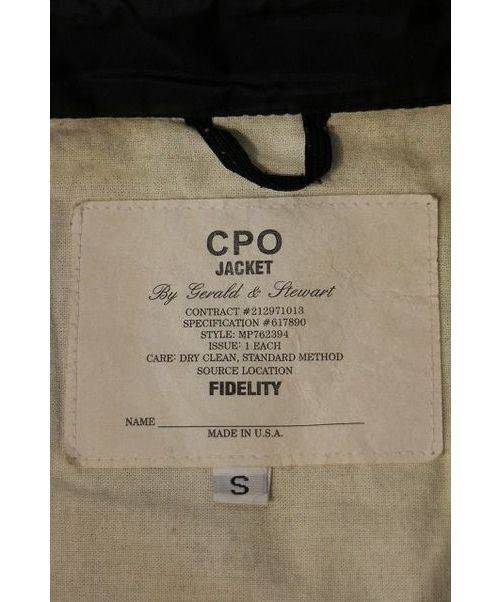 CPO
JACKET
By Gerald & Stewart
CONTRACT #212971013
SPECIFICATION #617890
STYLE: MP762394
ISSUE: 1 EACH
CARE: DRY CLEAN, STANDARD METHOD
SOURCE LOCATION
FIDELITY
NAME
MADE IN U.S.A.
S